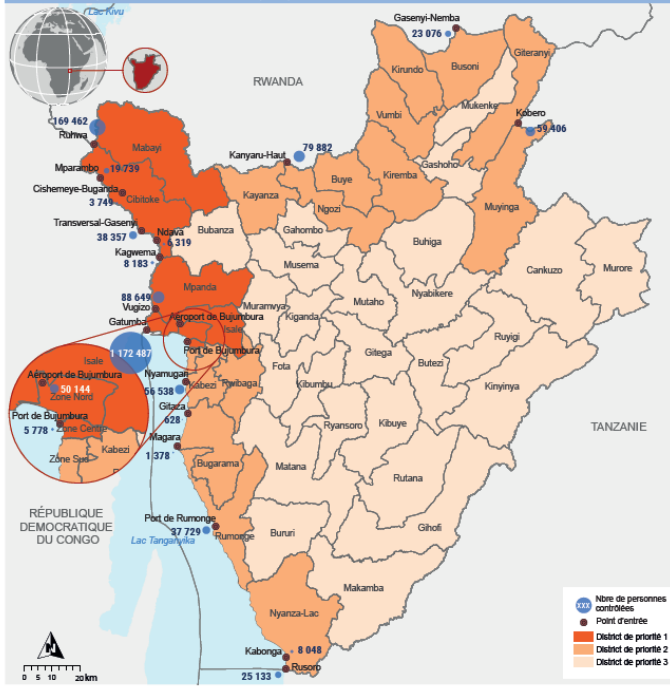 Lac Kivu
Gasenyi-Nemba
23 076
RWANDA
Kirundo
Busoni
Giteranyi
Mukenke
Vumbi
Kobero
59 406
169 462
Ruhwa
Mabayi
Kanyaru-Haut
79 882
Gashoho
Mparambo
19 739
Cishemeye-Buganda
3 749
Cibitoke
Kayanza
Buye
Kiremba
Ngozi
Muyinga
Transversal-Gasenyi
38 357
Ndava
6 319
Bubanza
Gahombo
Buhiga
Kagwema
8 183
Musema
Cankuzo
Murore
Mpanda
88 649
Vugizo
Muramvya
Mutaho
Nyabikere
Gatumba
Aéroport de Bujumbura
Isale
Kiganda
Ruyigi
1 172 487
Port de Bujumbura
Fota
Gitega
Butezi
Isale
Aéroport de Bujumbura
50 144
Zone Nord
Nyamugari
56 538
Kabezi
Rwibaga
Kibumbu
Kinyinya
Port de Bujumbura
5 778
Zone Centre
Gitaza
628
Ryansoro
Kibuye
TANZANIE
Zone Sud
Kabezi
Magara
1 378
Bugarama
Matana
Rutana
RÉPUBLIQUE
DEMOCRATIQUE
DU CONGO
Port de Rumonge
37 729
Rumonge
Lac Tanganyika
Bururi
Gihofi
Makamba
Nyanza-Lac
Kabonga
8 048
Rusoro
25 133
N
0 5 10 20 km
xxx
Nbre de personnes
contrôlées
Point d'entrée
District de priorité 1
District de priorité 2
District de priorité 3